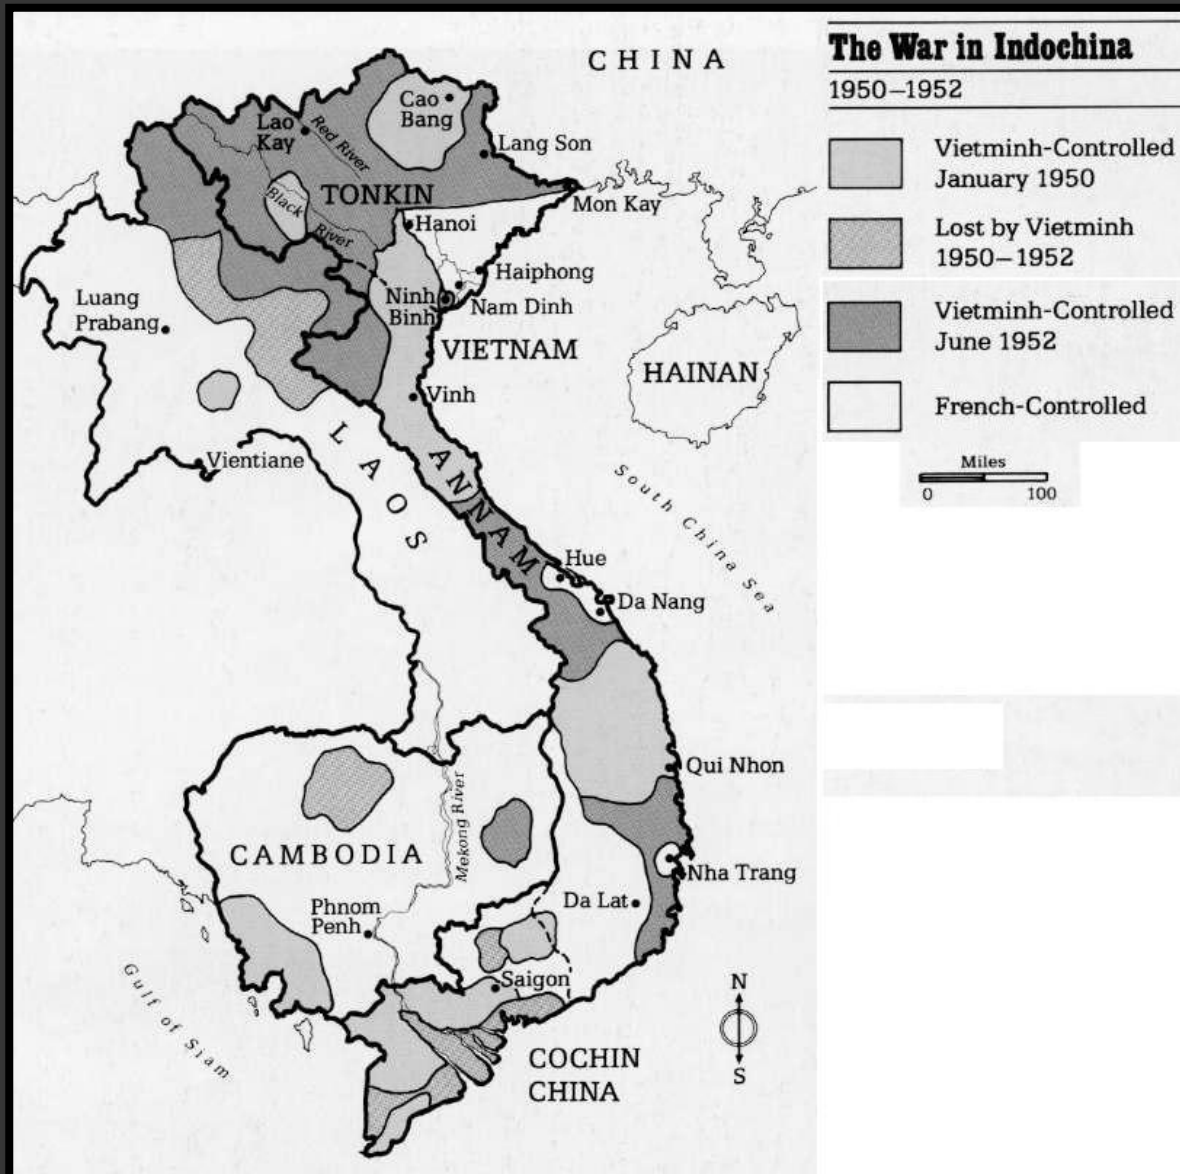 The War in Indochina
1950–1952
Vietminh-Controlled
January 1950
Lost by Vietminh
1950–1952
Vietminh-Controlled
June 1952
French-Controlled
Miles
0 100
CHINA
Cao
Bang
Lao
Kay
Red River
Lang Son
TONKIN
Black
River
Mon Kay
Hanoi
Haiphong
Luang
Prabang
Ninh
Binh
Nam Dinh
VIETNAM
HAINAN
Vinh
LAOS
Vientiane
ANNAM
South China Sea
Hue
Da Nang
Qui Nhon
Mekong River
CAMBODIA
Nha Trang
Phnom
Penh
Da Lat
Saigon
Gulf of Siam
N
S
COCHIN
CHINA